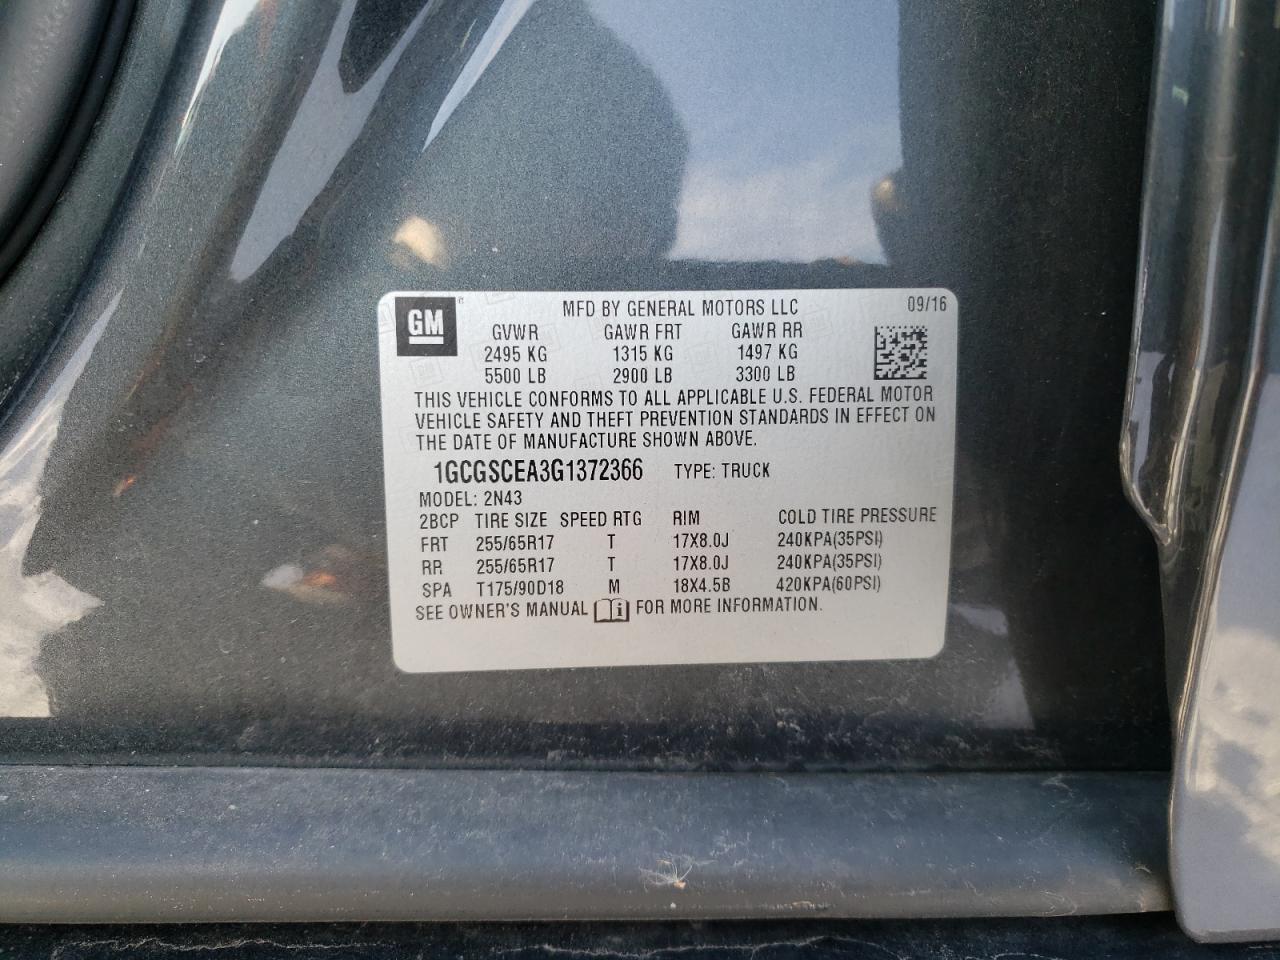 GM
MFD BY GENERAL MOTORS LLC 09/16
GVWR GAWR FRT GAWR RR
2495 KG 1315 KG 1497 KG
5500 LB 2900 LB 3300 LB
THIS VEHICLE CONFORMS TO ALL APPLICABLE U.S. FEDERAL MOTOR
VEHICLE SAFETY AND THEFT PREVENTION STANDARDS IN EFFECT ON
THE DATE OF MANUFACTURE SHOWN ABOVE.
1GCGSCEA3G1372366 TYPE: TRUCK
MODEL: 2N43
2BCP TIRE SIZE SPEED RTG RIM COLD TIRE PRESSURE
FRT 255/65R17 T 17X8.0J 240KPA(35PSI)
RR 255/65R17 T 17X8.0J 240KPA(35PSI)
SPA T175/90D18 M 18X4.5B 420KPA(60PSI)
SEE OWNER'S MANUAL i FOR MORE INFORMATION.